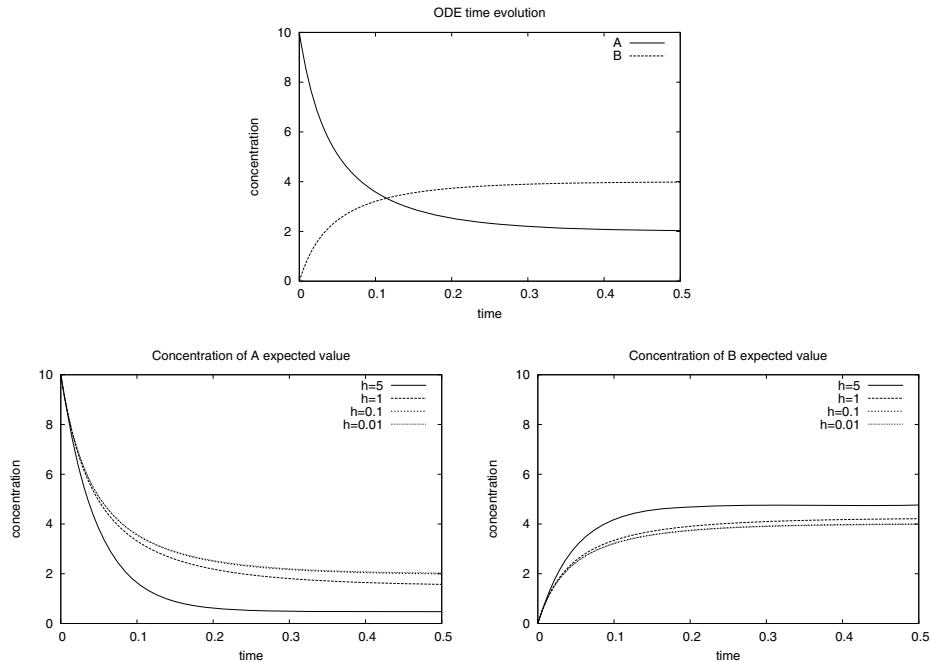 ODE time evolution
10
8
6
4
2
0
concentration
A
B
0
0.1
0.2
0.3
0.4
0.5
time
Concentration of A expected value
10
8
6
4
2
0
concentration
h=5
h=1
h=0.1
h=0.01
0
0.1
0.2
0.3
0.4
0.5
time
Concentration of B expected value
10
8
6
4
2
0
concentration
h=5
h=1
h=0.1
h=0.01
0
0.1
0.2
0.3
0.4
0.5
time